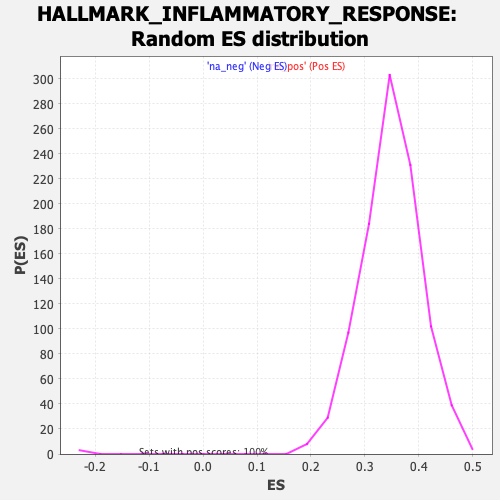 HALLMARK_INFLAMMATORY_RESPONSE:
Random ES distribution
'na_neg' (Neg ES)pos' (Pos ES)
300
280
260
240
220
200
180
160
140
120
100
80
60
40
20
0
P(ES)
Sets with pos scores: 100%
-0.2 -0.1 0.0 0.1 0.2 0.3 0.4 0.5
ES